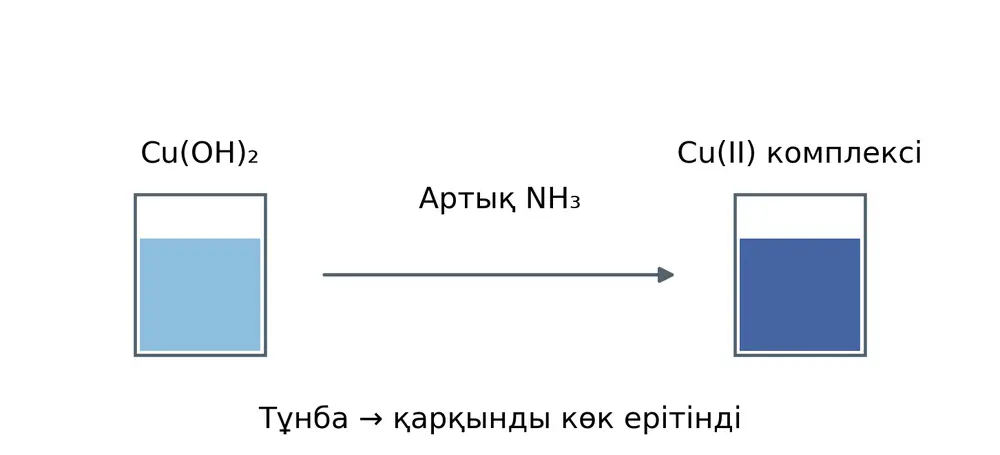 Cu(OH)₂
Cu(II) комплексі
Артық NH₃
Тұнба → қарқынды көк ерітінді